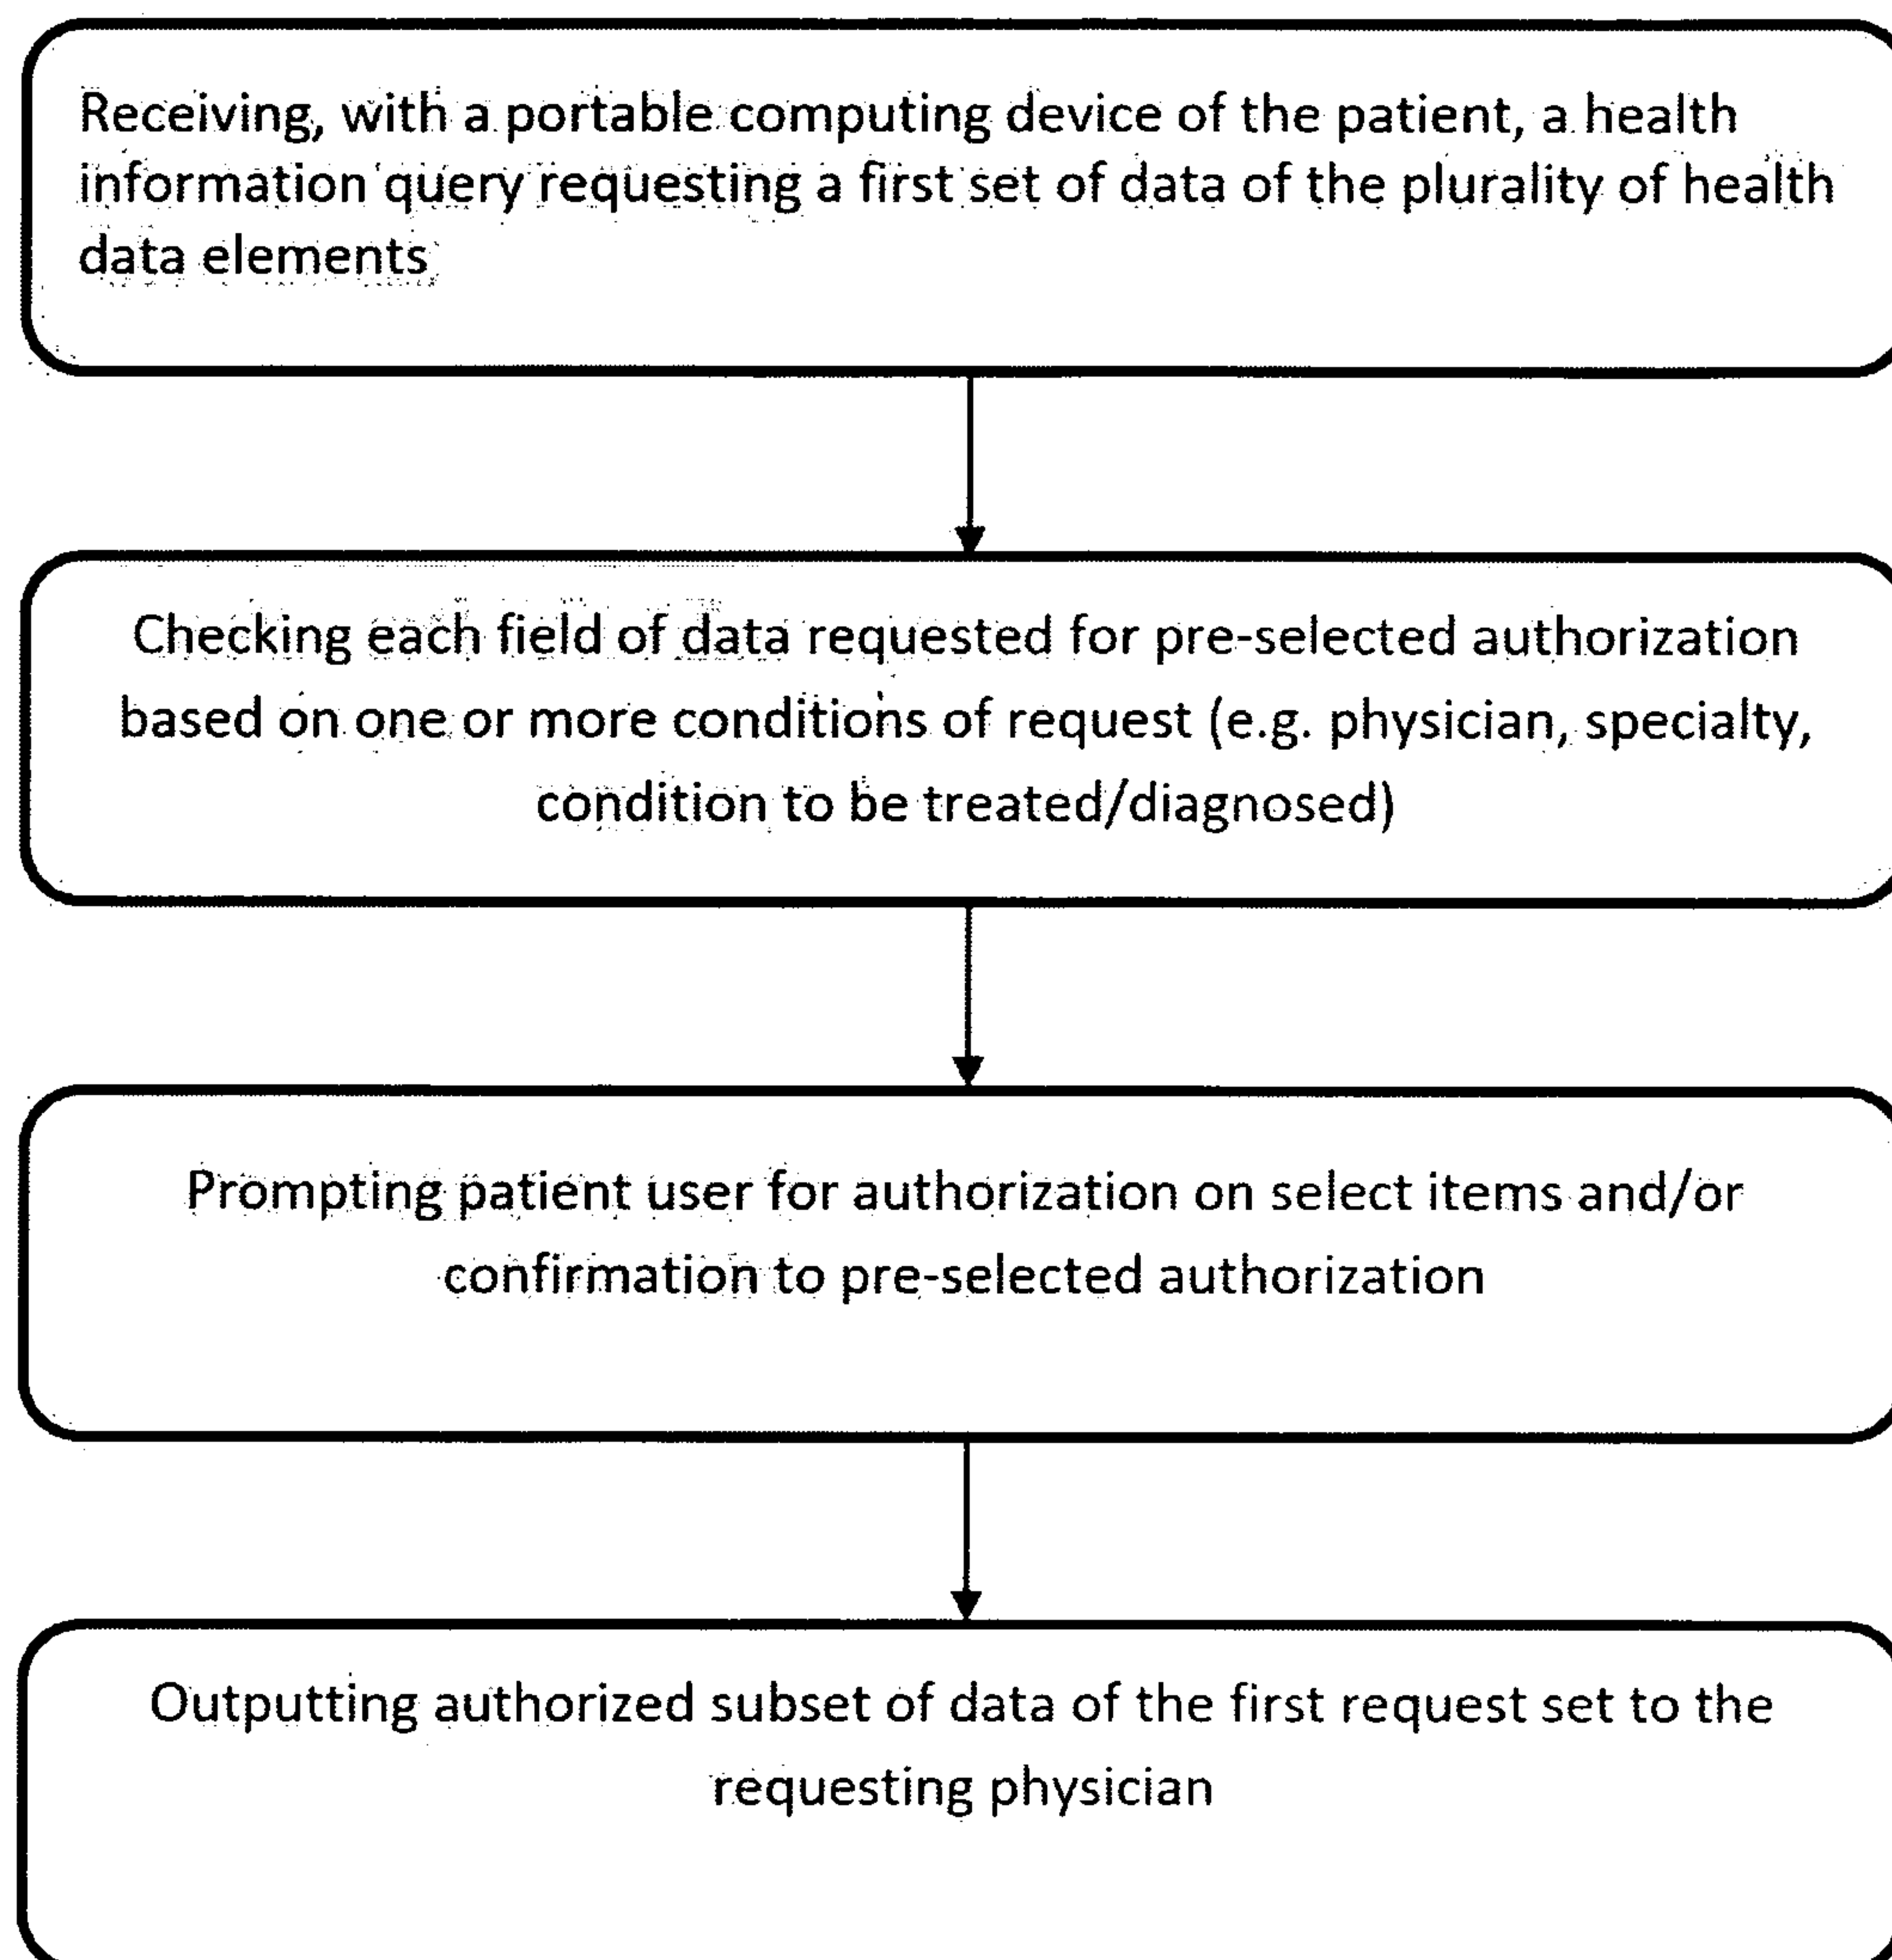 Receiving, with a portable computing device of the patient, a health
information query requesting a first set of data of the plurality of health
data elements
Checking each field of data requested for pre-selected authorization
based on one or more conditions of request (e.g. physician, specialty,
condition to be treated/diagnosed)
Prompting patient user for authorization on select items and/or
confirmation to pre-selected authorization
Outputting authorized subset of data of the first request set to the
requesting physician